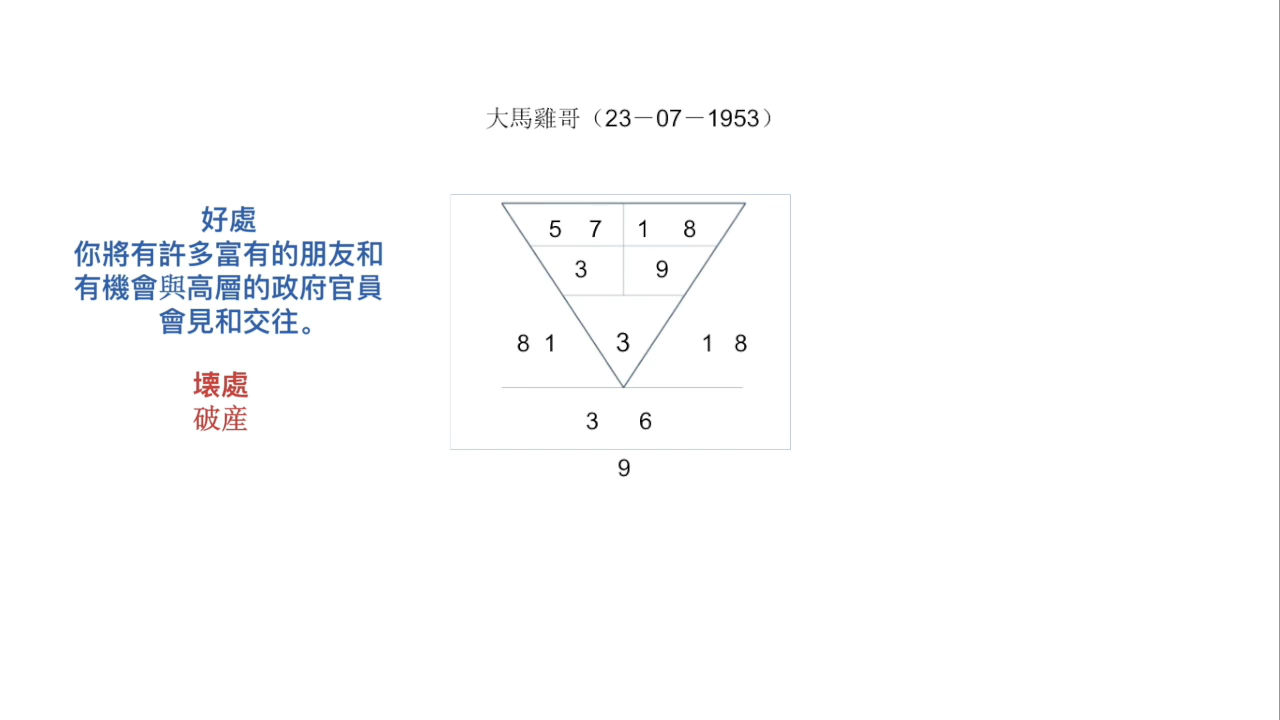 大馬雞哥（23－07－1953）
好處
你將有許多富有的朋友和
有機會與高層的政府官員
會見和交往。
壞處
破産
5 7 1 8
3 9
8 1 3 1 8
3 6
9